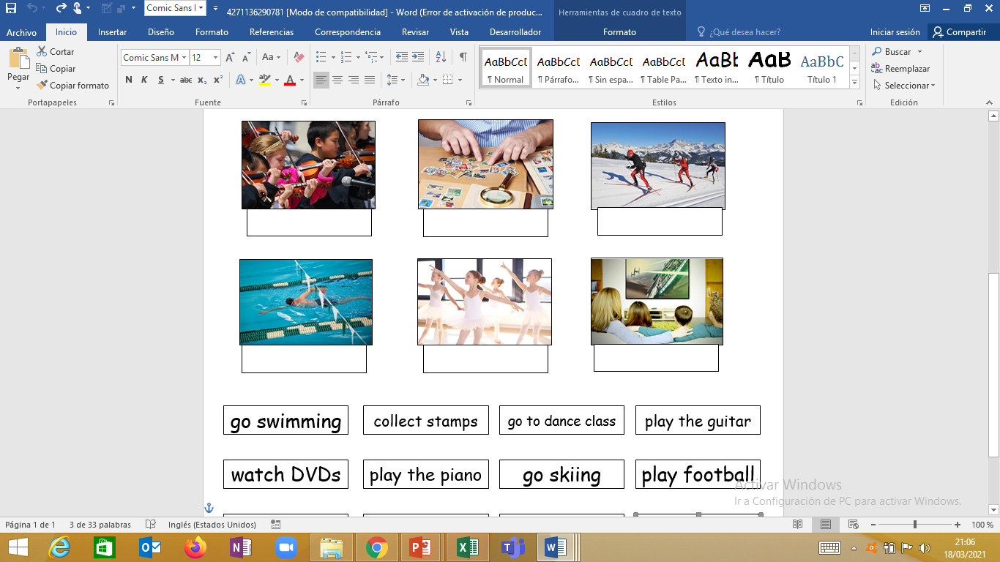 Comic Sans I
4271136290781 [Modo de compatibilidad] - Word (Error de activación de produc...
Herramientas de cuadro de texto
Archivo
Inicio
Insertar
Diseño
Formato
Referencias
Correspondencia
Revisar
Vista
Desarrollador
Formato
¿Qué desea hacer?
Iniciar sesión
Compartir
Pegar
Cortar
Copiar
Copiar formato
Portapapeles
Comic Sans M
12
Aa
N K S abc x₂ x²
Fuente
Párrafo
AaBbCcI AaBbCcI AaBbCcI AaBbCcI AaBb AaB AaBbC
¶ Normal
¶ Párrafo...
¶ Sin espa...
¶ Table Pa...
¶ Texto in...
¶ Título
Título 1
Estilos
Buscar
Reemplazar
Seleccionar
Edición
go swimming
collect stamps
go to dance class
play the guitar
watch DVDs
play the piano
go skiing
play football
Activar Windows
Ir a Configuración de PC para activar Windows.
Página 1 de 1
3 de 33 palabras
Inglés (Estados Unidos)
100 %
21:06
18/03/2021